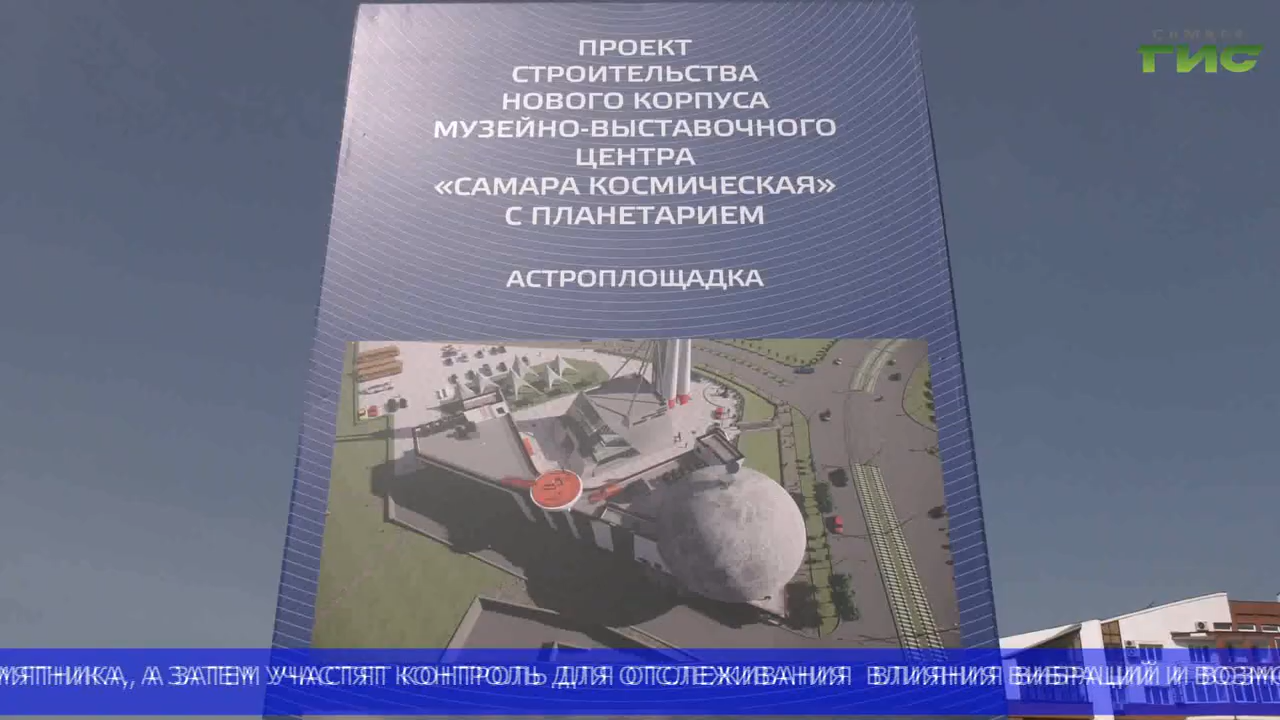 САМАРА
ГИС
ПРОЕКТ
СТРОИТЕЛЬСТВА
НОВОГО КОРПУСА
МУЗЕЙНО-ВЫСТАВОЧНОГО
ЦЕНТРА
«САМАРА КОСМИЧЕСКАЯ»
С ПЛАНЕТАРИЕМ
АСТРОПЛОЩАДКА
А ЗАТЕМ УЧАСТЯТ КОНТРОЛЬ ДЛЯ ОТСЛЕЖИВАНИЯ ВЛИЯНИЯ ВИБРАЦИЙ И